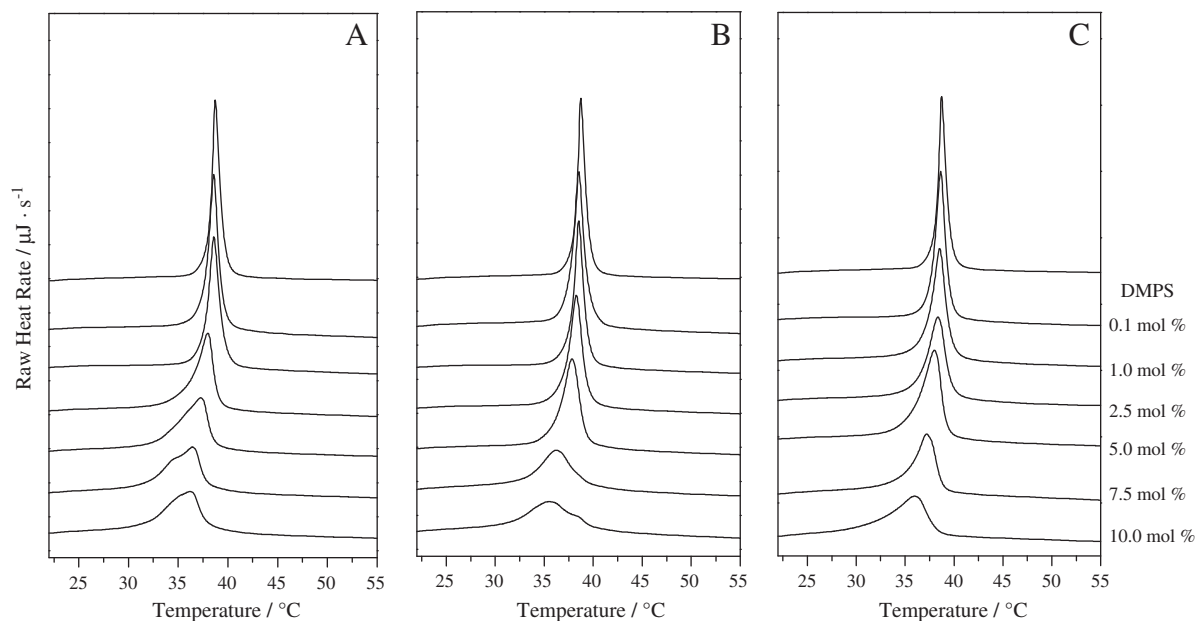 A
B
C
Raw Heat Rate / µJ · s⁻¹
DMPS
0.1 mol %
1.0 mol %
2.5 mol %
5.0 mol %
7.5 mol %
10.0 mol %
25 30 35 40 45 50 55
25 30 35 40 45 50 55
25 30 35 40 45 50 55
Temperature / °C
Temperature / °C
Temperature / °C